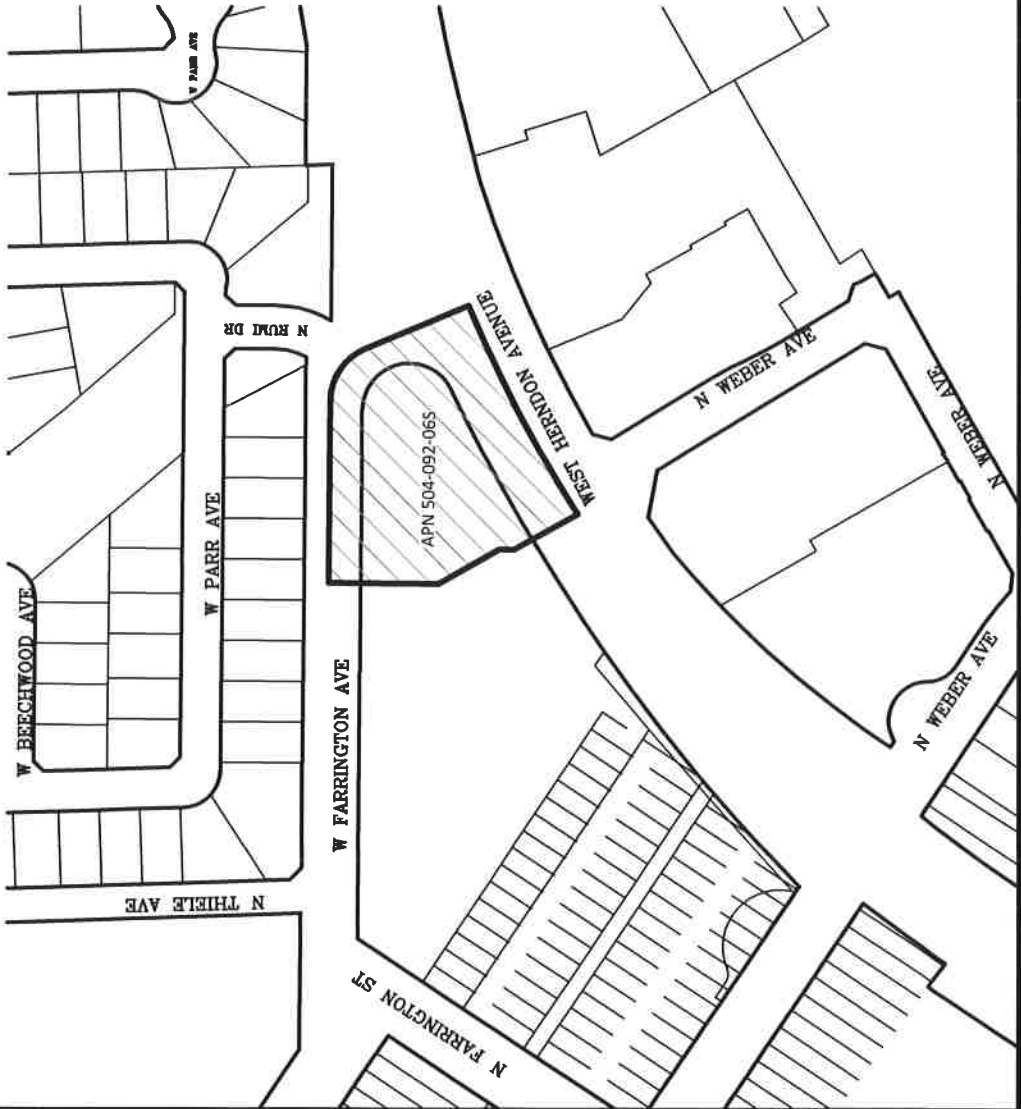 W PARR AVE
N RUMI DR
WEST HERNDON AVENUE
N WEBER AVE
N WEBER AVE
APN 504-092-06S
W PARR AVE
W BEECHWOOD AVE
W FARRINGTON AVE
N WEBER AVE
N THIELE AVE
N FARRINGTON ST